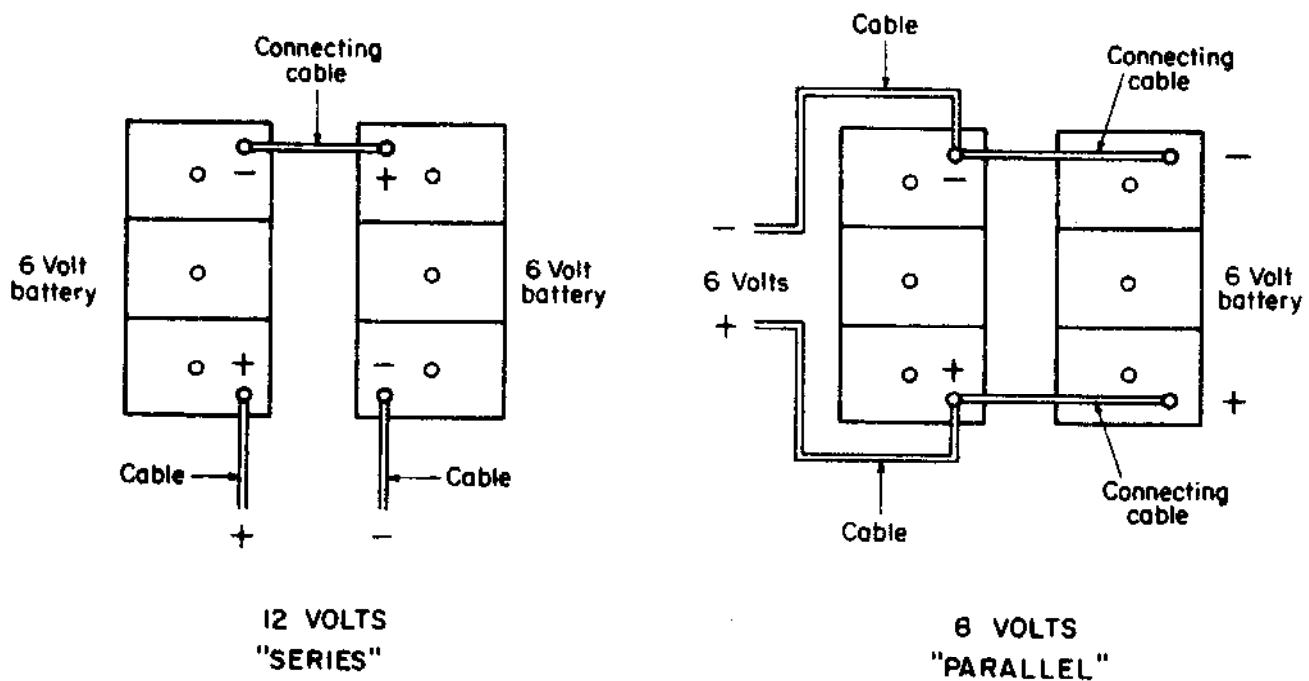 Connecting
cable
−
+
6 Volt
battery
6 Volt
battery
+
−
Cable
Cable
+
−
12 VOLTS
"SERIES"
Cable
Connecting
cable
−
−
−
6 Volts
+
6 Volt
battery
+
+
Connecting
cable
Cable
6 VOLTS
"PARALLEL"